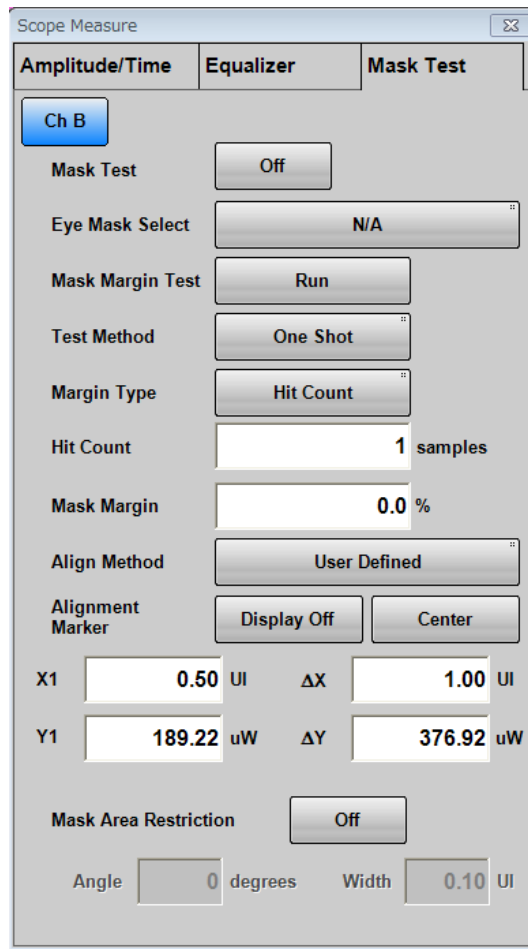 Scope Measure
Amplitude/Time Equalizer Mask Test
Ch B
Mask Test Off
Eye Mask Select N/A
Mask Margin Test Run
Test Method One Shot
Margin Type Hit Count
Hit Count 1 samples
Mask Margin 0.0 %
Align Method User Defined
Alignment
Marker Display Off Center
X1 0.50 UI ΔX 1.00 UI
Y1 189.22 uW ΔY 376.92 uW
Mask Area Restriction Off
Angle 0 degrees Width 0.10 UI